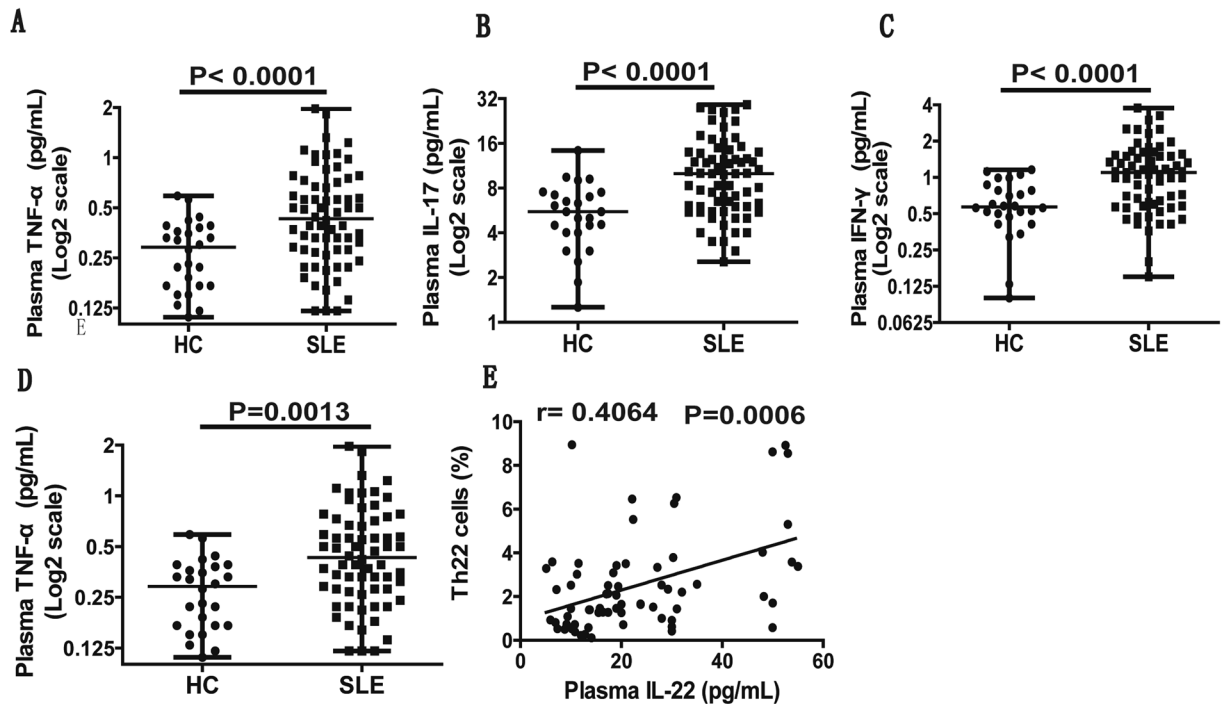 A
P< 0.0001
Plasma TNF-α (pg/mL)
(Log2 scale)
2
1
0.5
0.25
0.125
E
HC
SLE
B
P< 0.0001
Plasma IL-17 (pg/mL)
(Log2 scale)
32
16
8
4
2
1
HC
SLE
C
P< 0.0001
Plasma IFN-γ (pg/mL)
(Log2 scale)
4
2
1
0.5
0.25
0.125
0.0625
HC
SLE
D
P=0.0013
Plasma TNF-α (pg/mL)
(Log2 scale)
2
1
0.5
0.25
0.125
HC
SLE
E
r= 0.4064 P=0.0006
Th22 cells (%)
10
8
6
4
2
0
0 20 40 60
Plasma IL-22 (pg/mL)